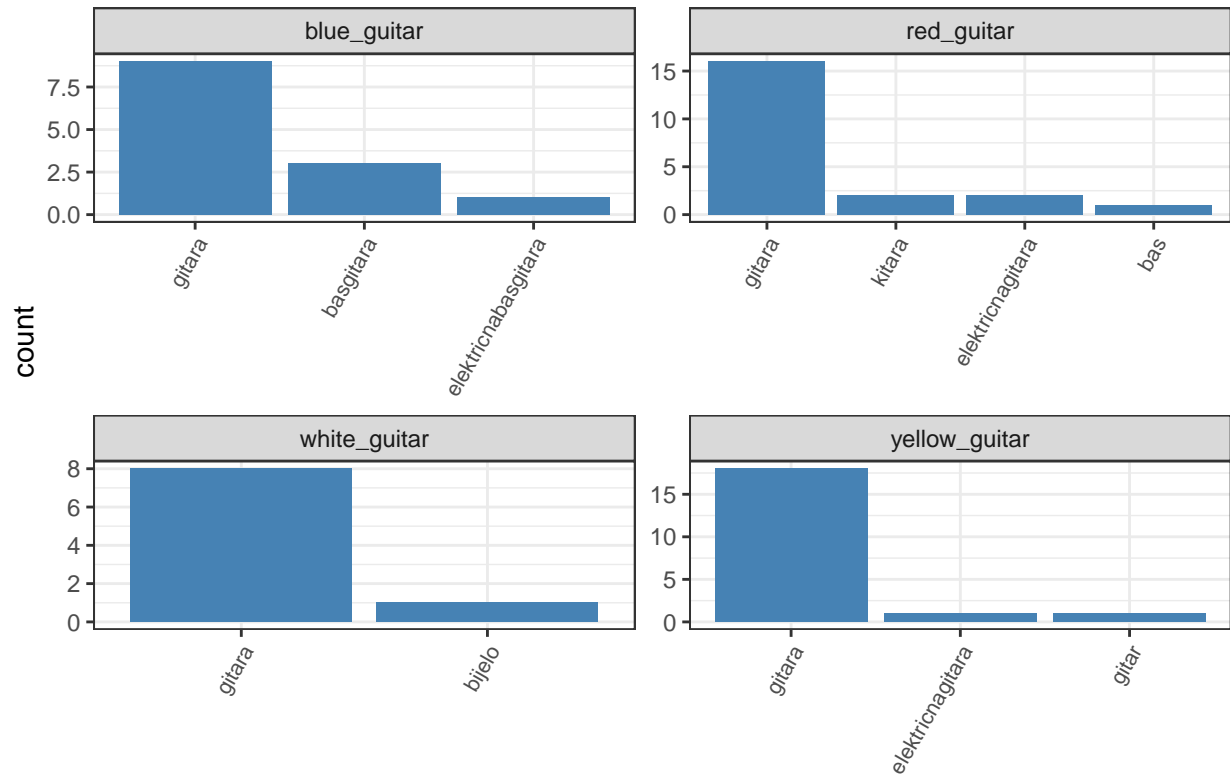 blue_guitar
red_guitar
7.5
5.0
2.5
0.0
gitara
basgitara
elektricnabasgitara
15
10
5
0
gitara
kitara
elektricnagitara
bas
count
white_guitar
yellow_guitar
8
6
4
2
0
gitara
bijelo
15
10
5
0
gitara
elektricnagitara
gitar